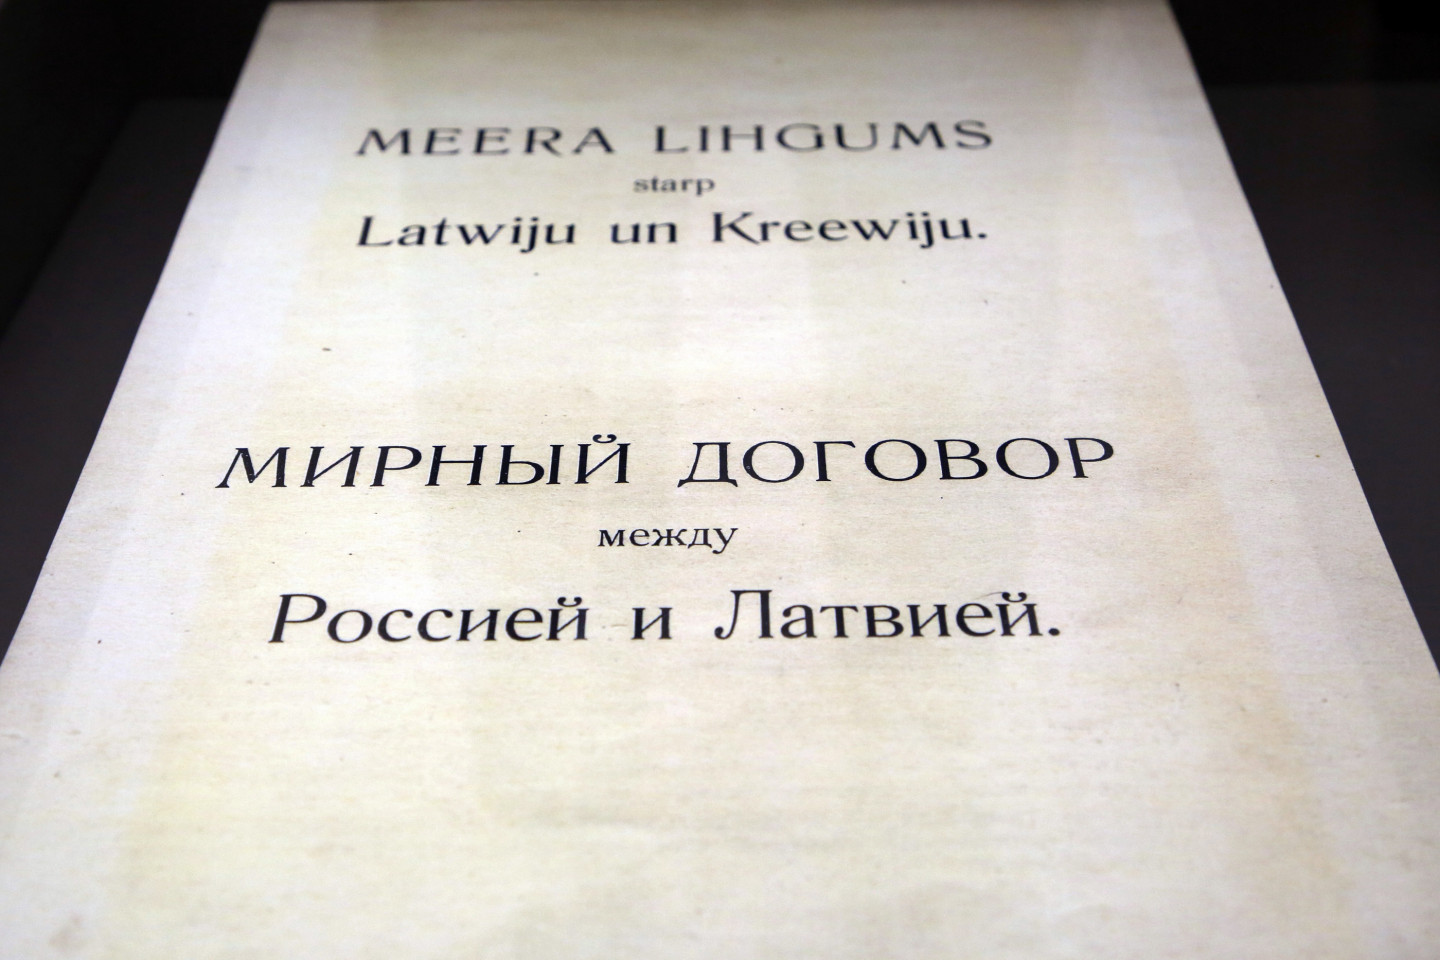 MEERA LIHGUMS
starp
Latwiju un Kreewiju.
МИРНЫЙ ДОГОВОР
между
Россией и Латвией.